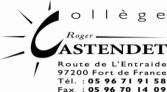 Collège
Roger
CASTENDET
Route de L'Entraide
97200 Fort de France
Tél. : 05 96 71 91 58
Fax : 05 96 70 14 09